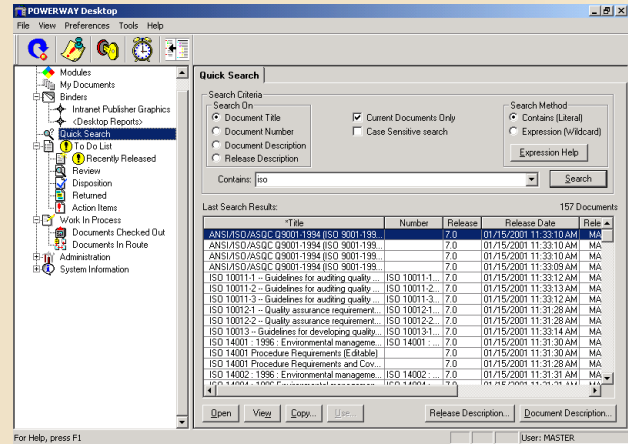 POWERWAY Desktop
File View Preferences Tools Help
Modules
My Documents
Binders
Intranet Publisher Graphics
<Desktop Reports>
Quick Search
To Do List
Recently Released
Review
Disposition
Returned
Action Items
Work In Process
Documents Checked Out
Documents In Route
Administration
System Information
Quick Search
Search Criteria
Search On
Document Title
Document Number
Document Description
Release Description
Current Documents Only
Case Sensitive search
Search Method
Contains (Literal)
Expression (Wildcard)
Expression Help
Contains: iso
Search
Last Search Results: 157 Documents
*Title Number Release Release Date Rele
ANSI/ISO/ASQC Q9001-1994 (ISO 9001-199... 7.0 01/15/2001 11:33:10 AM MA
ANSI/ISO/ASQC Q9001-1994 (ISO 9001-199... 7.0 01/15/2001 11:33:10 AM MA
ANSI/ISO/ASQC Q9001-1994 (ISO 9001-199... 7.0 01/15/2001 11:33:10 AM MA
ANSI/ISO/ASQC Q9001-1994 (ISO 9001-199... 7.0 01/15/2001 11:33:09 AM MA
ISO 10011-1 -- Guidelines for auditing quality ... ISO 10011-1... 7.0 01/15/2001 11:33:13 AM MA
ISO 10011-2 -- Guidelines for auditing quality ... ISO 10011-2... 7.0 01/15/2001 11:33:13 AM MA
ISO 10011-3 -- Guidelines for auditing quality ... ISO 10011-3... 7.0 01/15/2001 11:33:12 AM MA
ISO 10012-1 -- Quality assurance requirement... ISO 10012-1... 7.0 01/15/2001 11:31:28 AM MA
ISO 10012-2 -- Quality assurance requirement... ISO 10012-2... 7.0 01/15/2001 11:31:28 AM MA
ISO 10013 -- Guidelines for developing quality... ISO 10013-1... 7.0 01/15/2001 11:33:14 AM MA
ISO 14001 : 1996 : Environmental manageme... ISO 14001 : ... 7.0 01/15/2001 11:31:30 AM MA
ISO 14001 Procedure Requirements (Editable) 7.0 01/15/2001 11:31:30 AM MA
ISO 14001 Procedure Requirements and Cov... 7.0 01/15/2001 11:31:28 AM MA
ISO 14002 : 1996 : Environmental manageme... ISO 14002 : ... 7.0 01/15/2001 11:31:31 AM MA
Open View Copy... Use... Release Description... Document Description...
For Help, press F1 User: MASTER